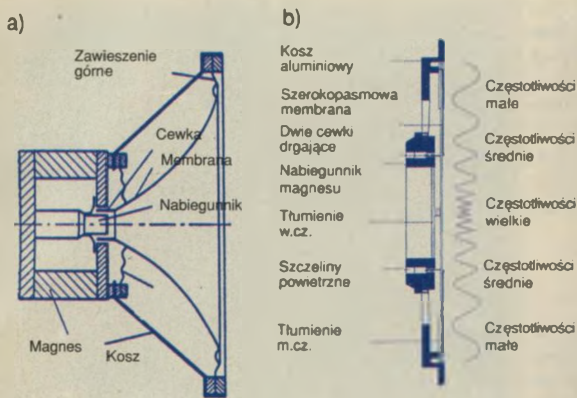 a)
Zawieszenie
górne
Cewka
Membrana
Nabiegunnik
Magnes
Kosz
b)
Kosz
aluminiowy
Szerokopasmowa
membrana
Dwie cewki
drgające
Nabiegunnik
magnesu
Tłumienie
w.cz.
Szczeliny
powietrzne
Tłumienie
m.cz.
Częstotliwości
małe
Częstotliwości
średnie
Częstotliwości
wielkie
Częstotliwości
średnie
Częstotliwości
małe